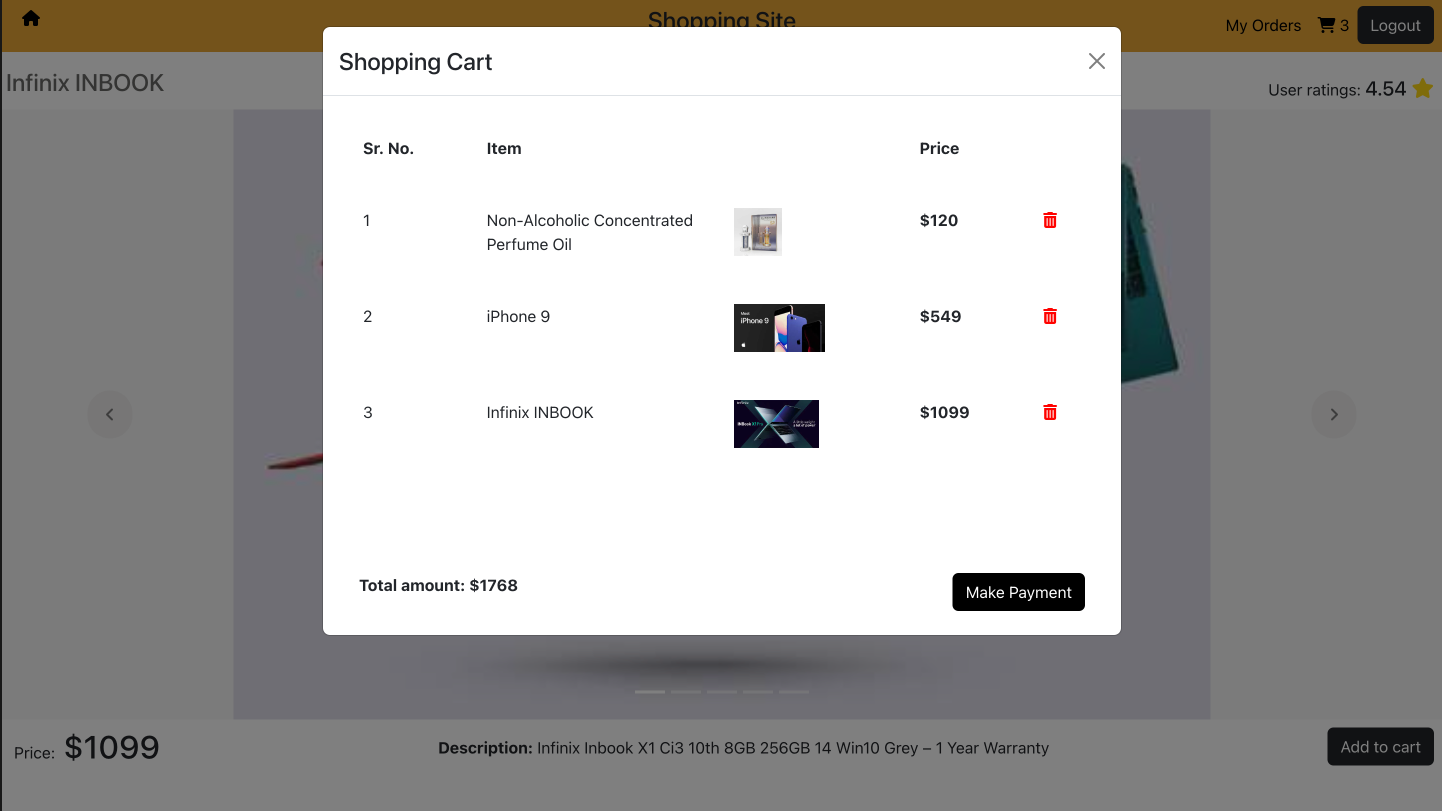 Shopping Site
My Orders
3
Logout
Infinix INBOOK
User ratings: 4.54
Shopping Cart
Sr. No. Item Price
1 Non-Alcoholic Concentrated Perfume Oil $120
2 iPhone 9 $549
Meet
iPhone 9
3 Infinix INBOOK $1099
Infinix
Total amount: $1768
Make Payment
Price: $1099
Description: Infinix Inbook X1 Ci3 10th 8GB 256GB 14 Win10 Grey – 1 Year Warranty
Add to cart